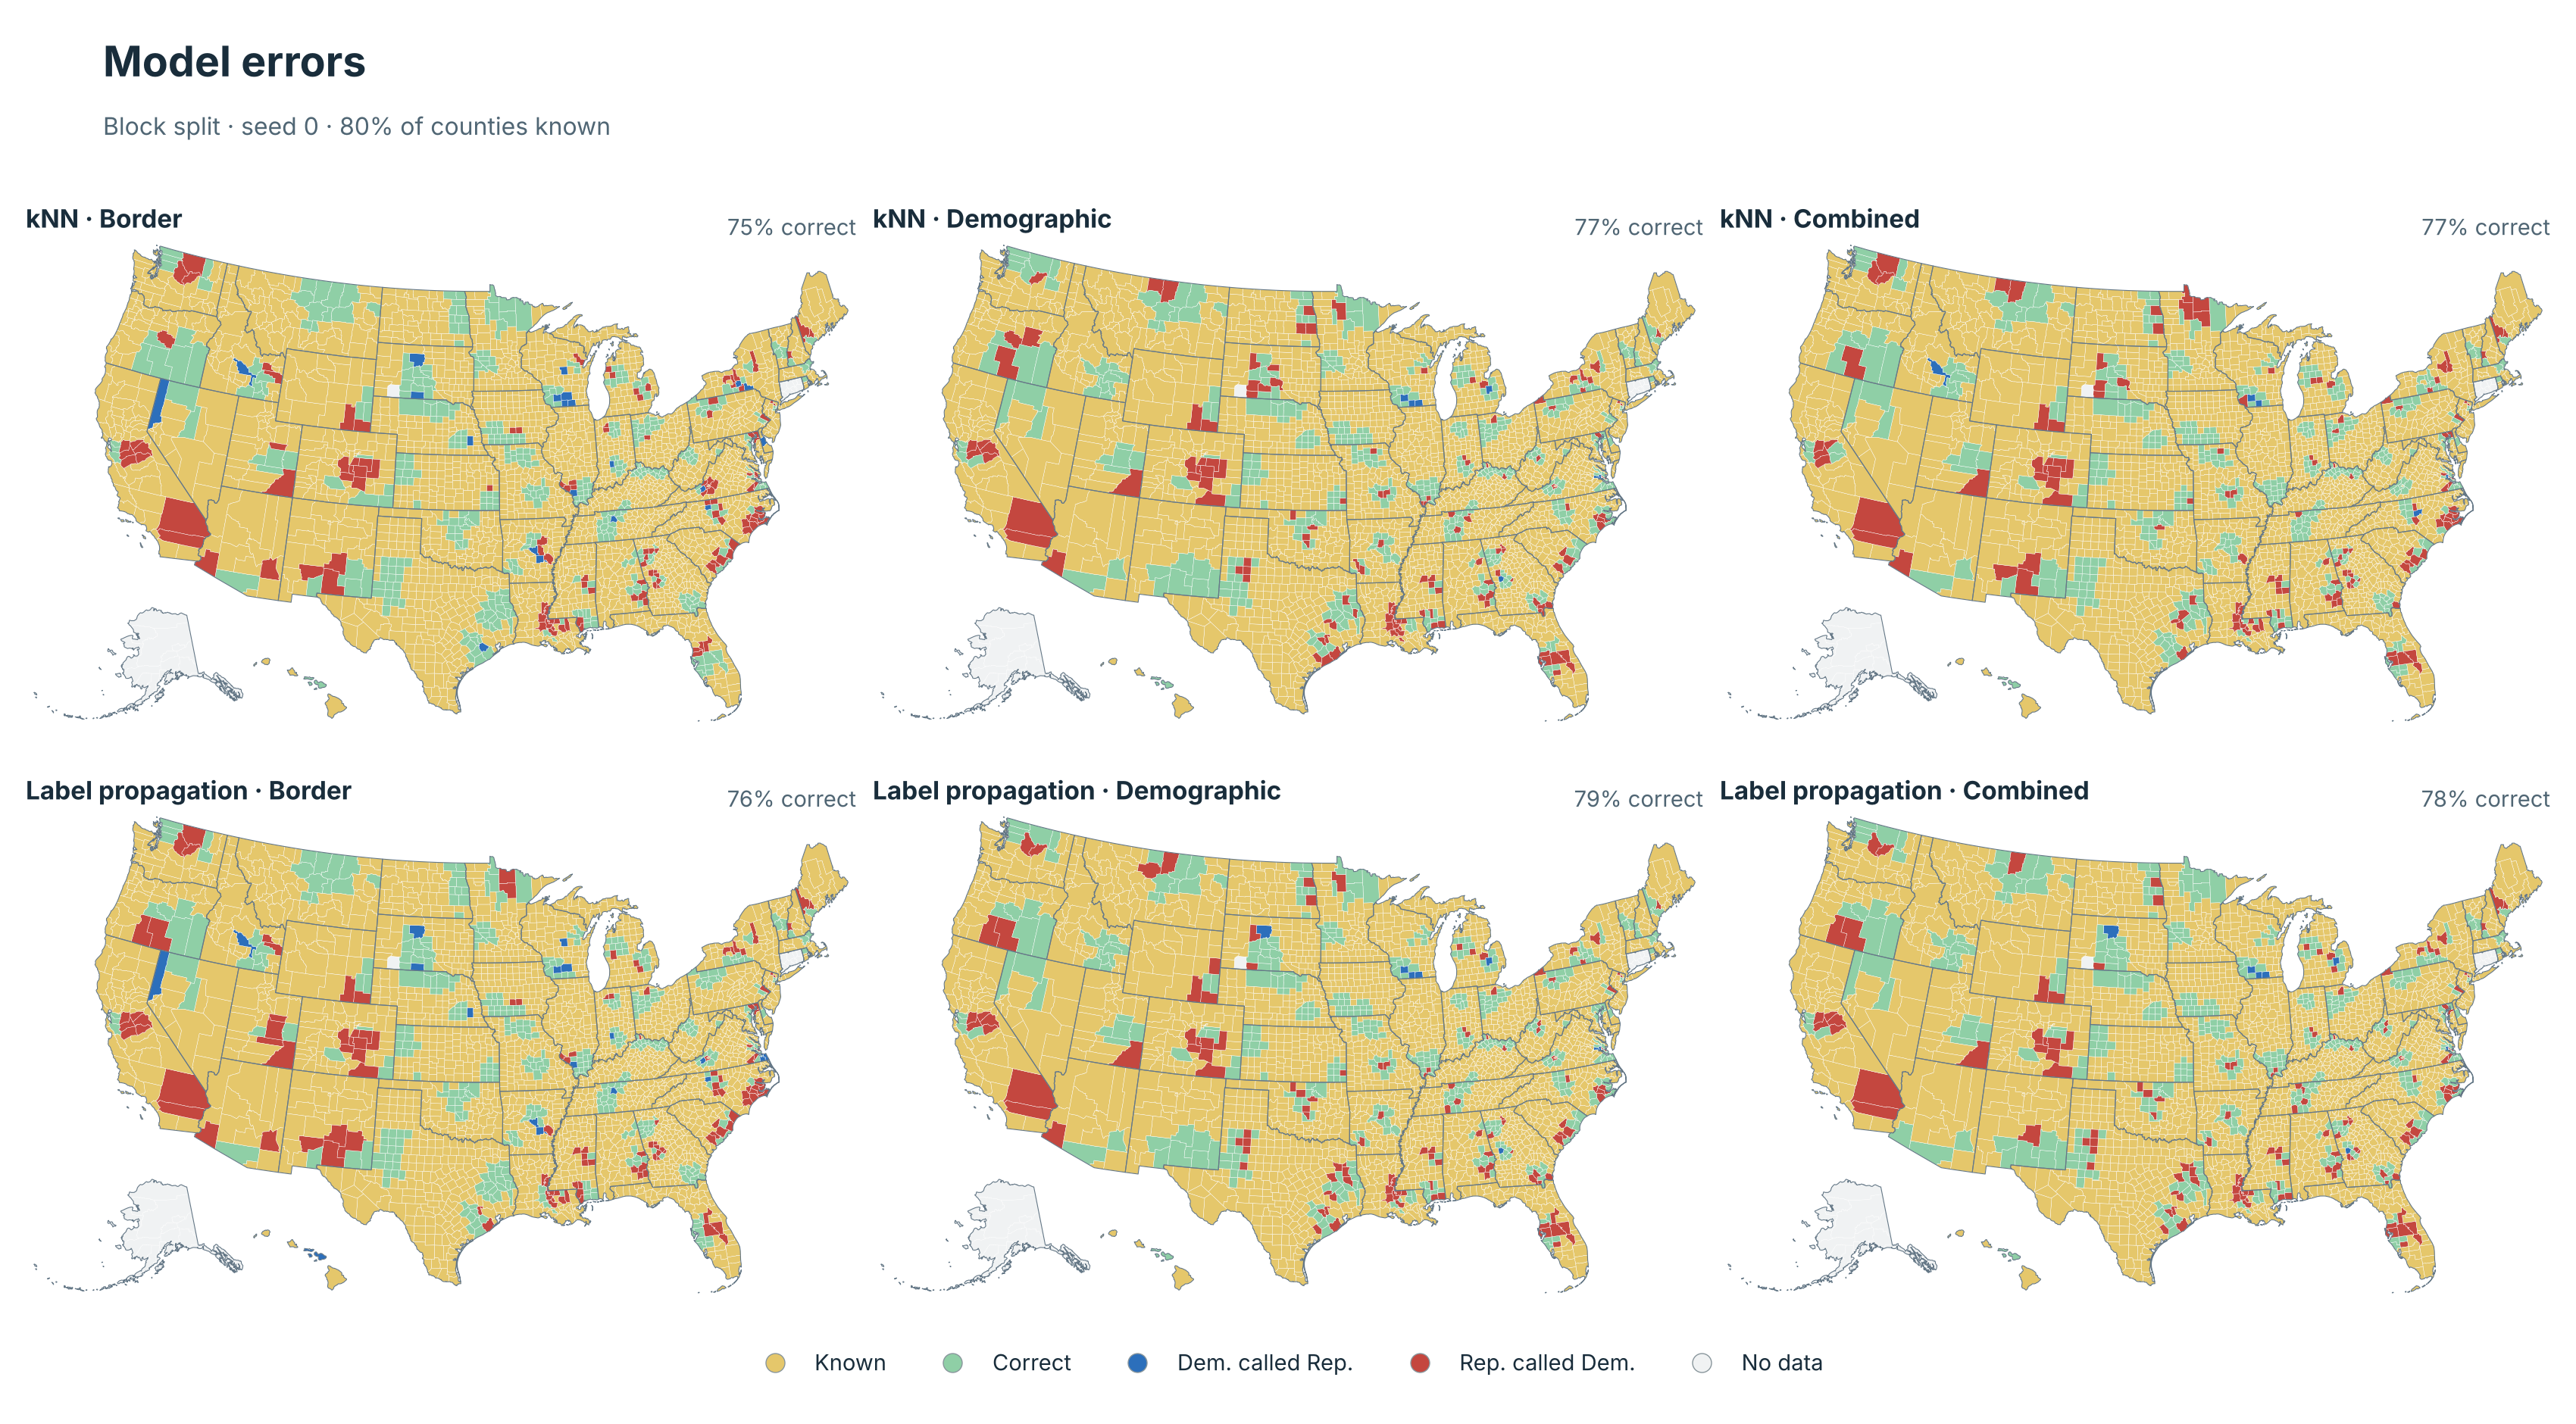 Model errors
Block split · seed 0 · 80% of counties known
kNN · Border
75% correct
kNN · Demographic
77% correct
kNN · Combined
77% correct
Label propagation · Border
76% correct
Label propagation · Demographic
79% correct
Label propagation · Combined
78% correct
Known
Correct
Dem. called Rep.
Rep. called Dem.
No data